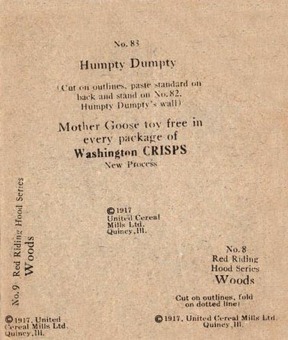 No. 83
Humpty Dumpty
(Cut on outlines, paste standard on
back and stand on No. 82,
Humpty Dumpty's wall)
Mother Goose toy free in
every package of
Washington CRISPS
New Process
© 1917
United Cereal
Mills Ltd.
Quincy, Ill.
No. 9 Red Riding Hood Series
Woods
© 1917, United
Cereal Mills Ltd.
Quincy, Ill.
No. 8
Red Riding
Hood Series
Woods
Cut on outlines, fold
on dotted line)
© 1917, United Cereal Mills Ltd.
Quincy, Ill.